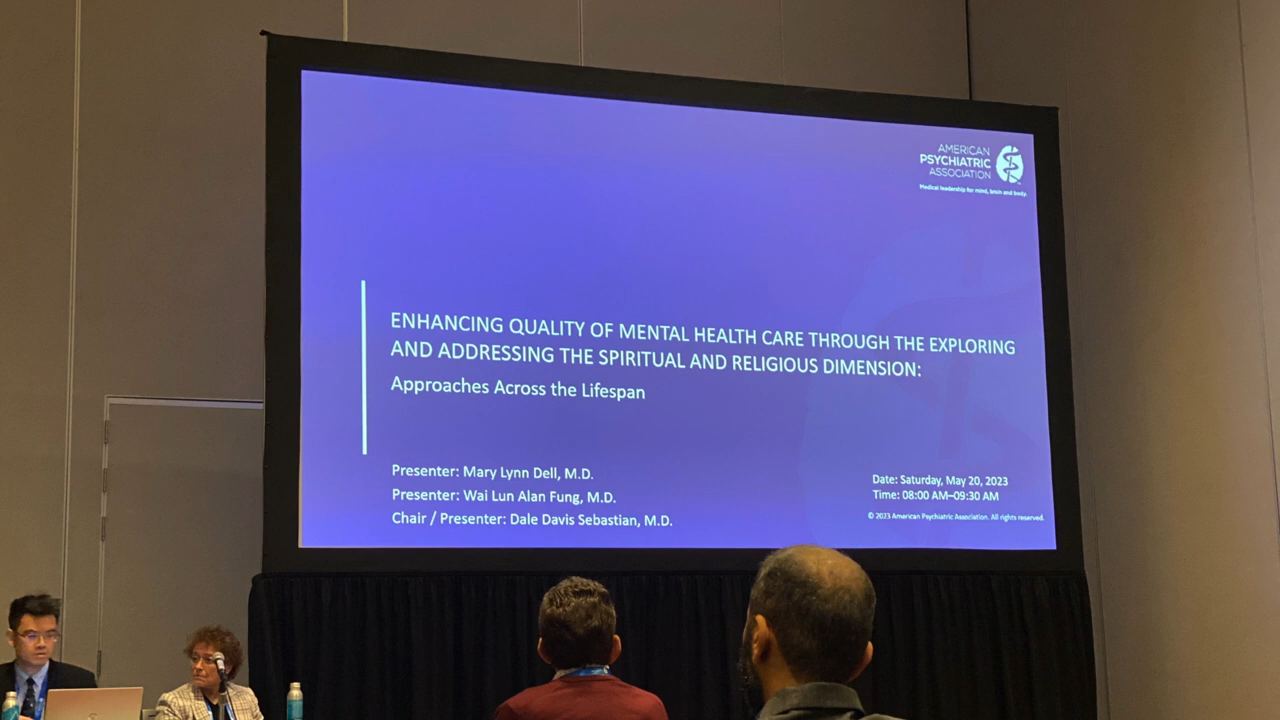 AMERICAN
PSYCHIATRIC
ASSOCIATION
Medical leadership for mind, brain and body.
ENHANCING QUALITY OF MENTAL HEALTH CARE THROUGH THE EXPLORING
AND ADDRESSING THE SPIRITUAL AND RELIGIOUS DIMENSION:
Approaches Across the Lifespan
Presenter: Mary Lynn Dell, M.D.
Presenter: Wai Lun Alan Fung, M.D.
Chair / Presenter: Dale Davis Sebastian, M.D.
Date: Saturday, May 20, 2023
Time: 08:00 AM–09:30 AM
© 2023 American Psychiatric Association. All rights reserved.